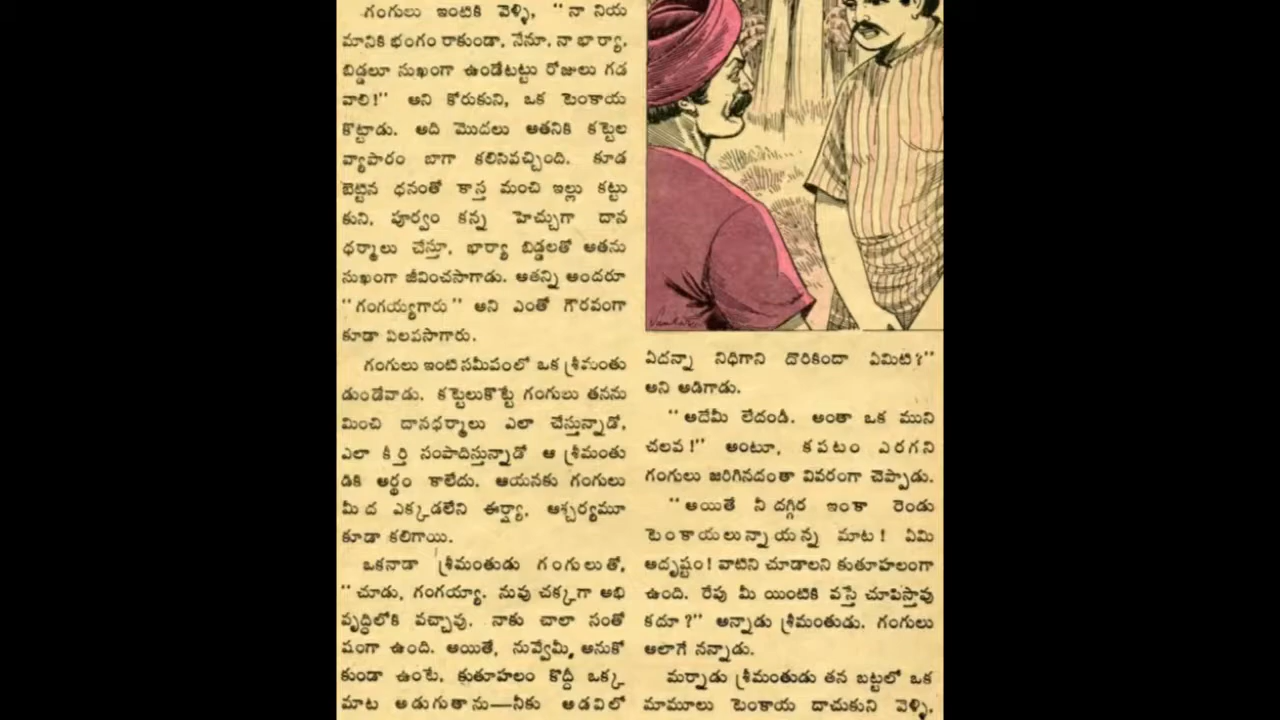 గంగులు ఇంటికి వెళ్ళి, "నా నియ
మానికి భంగం రాకుండా, నేనూ, నా భార్యా,
బిడ్డలూ సుఖంగా ఉండేటట్టు రోజులు గడ
వాలి!" అని కోరుకుని, ఒక టెంకాయ
కొట్టాడు. అది మొదలు అతనికి కట్టెల
వ్యాపారం బాగా కలిసివచ్చింది. కూడ
బెట్టిన ధనంతో కాస్త మంచి ఇల్లు కట్టు
కుని, పూర్వం కన్న హెచ్చుగా దాన
ధర్మాలు చేస్తూ, భార్యా బిడ్డలతో అతను
సుఖంగా జీవించసాగాడు. అతన్ని అందరూ
"గంగయ్యగారు" అని ఎంతో గౌరవంగా
కూడా పిలవసాగారు.
గంగులు ఇంటి సమీపంలో ఒక శ్రీమంతు
డుండేవాడు. కట్టెలుకొట్టే గంగులు తనను
మించి దానధర్మాలు ఎలా చేస్తున్నాడో,
ఎలా కీర్తి సంపాదిస్తున్నాడో ఆ శ్రీమంతు
డికి అర్థం కాలేదు. ఆయనకు గంగులు
మీద ఎక్కడలేని ఈర్ష్యా, ఆశ్చర్యమూ
కూడా కలిగాయి.
ఒకనాడా శ్రీమంతుడు గంగులుతో,
"చూడు, గంగయ్యా. నువు చక్కగా అభి
వృద్ధిలోకి వచ్చావు. నాకు చాలా సంతో
షంగా ఉంది. అయితే, నువ్వేమీ అనుకో
కుండా ఉంటే, కుతూహలం కొద్దీ ఒక్క
మాట అడుగుతాను—నీకు అడవిలో
ఏదన్నా నిధిగాని దొరికిందా ఏమిటి?"
అని అడిగాడు.
"అదేమీ లేదండి. అంతా ఒక ముని
చలవ!" అంటూ, కపటం ఎరగని
గంగులు జరిగినదంతా వివరంగా చెప్పాడు.
"అయితే నీ దగ్గిర ఇంకా రెండు
టెంకాయలున్నాయన్న మాట! ఏమి
అదృష్టం! వాటిని చూడాలని కుతూహలంగా
ఉంది. రేపు మీ యింటికి వస్తే చూపిస్తావు
కదూ?" అన్నాడు శ్రీమంతుడు. గంగులు
అలాగే నన్నాడు.
మర్నాడు శ్రీమంతుడు తన బట్టలో ఒక
మామూలు టెంకాయ దాచుకుని వెళ్ళి,